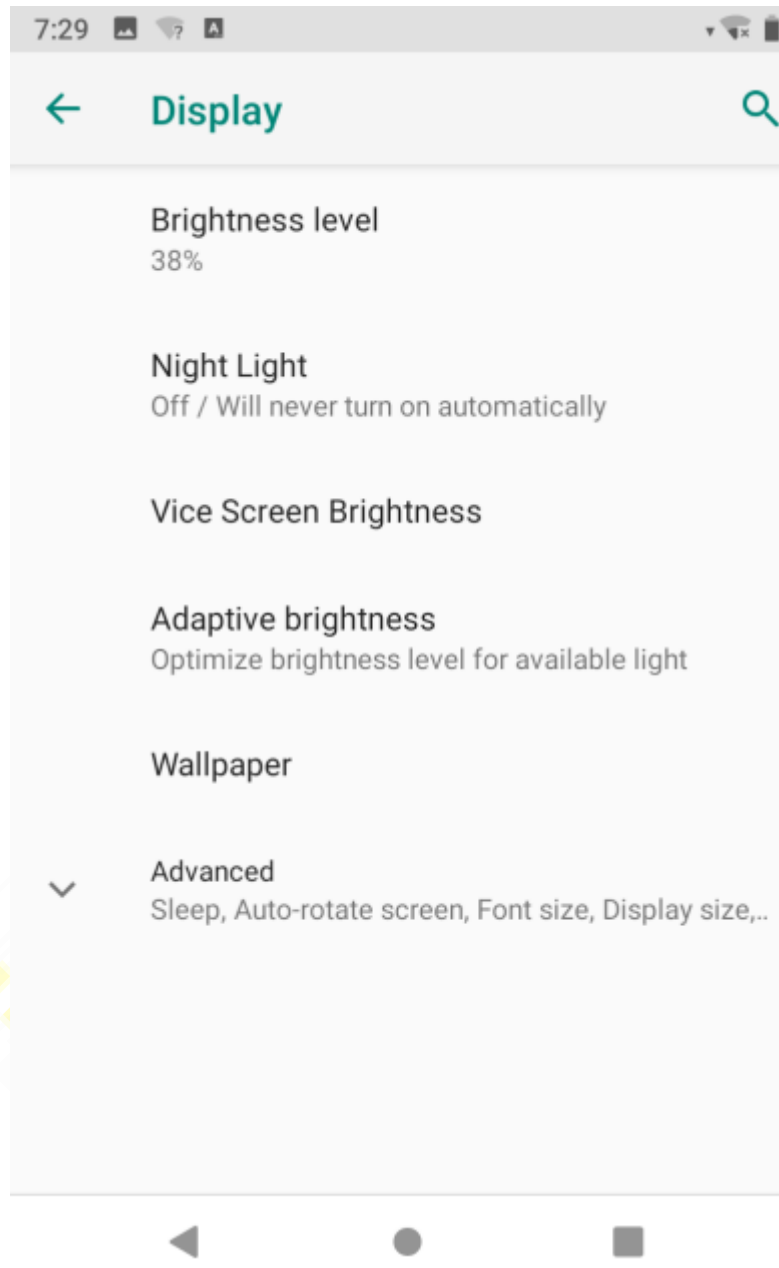 7:29
Display
Brightness level
38%
Night Light
Off / Will never turn on automatically
Vice Screen Brightness
Adaptive brightness
Optimize brightness level for available light
Wallpaper
Advanced
Sleep, Auto-rotate screen, Font size, Display size,..